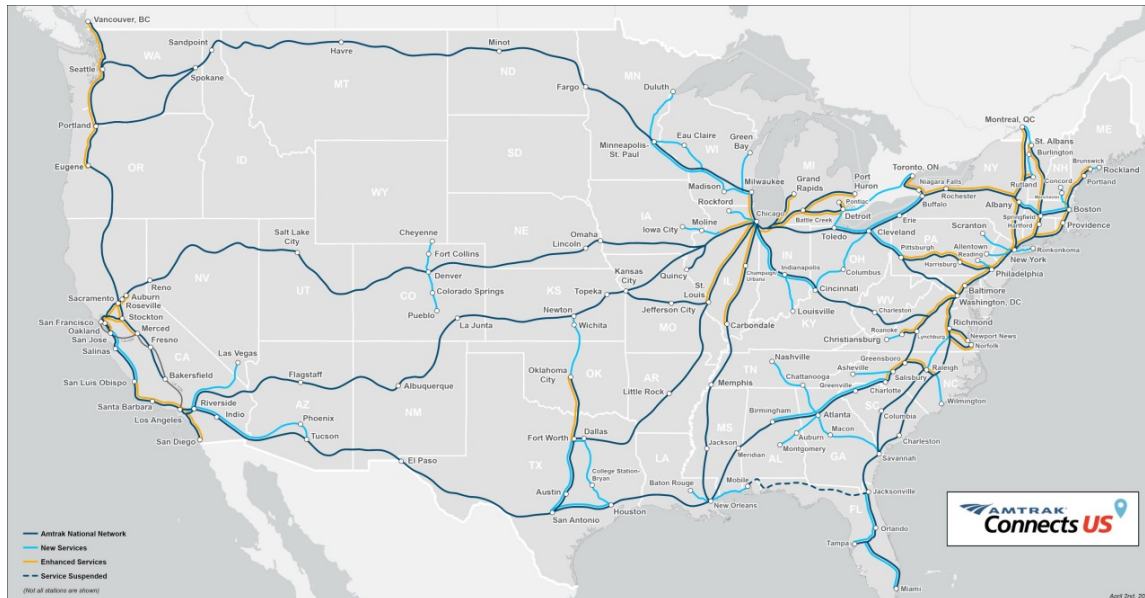 Vancouver, BC
Seattle
WA
Sandpoint
Spokane
Havre
MT
Minot
ND
Fargo
MN
Duluth
Portland
Eugene
OR
ID
WY
SD
Minneapolis-
St. Paul
Eau Claire
WI
Green
Bay
Milwaukee
Madison
Rockford
MI
Grand
Rapids
Port
Huron
Pontiac
Battle Creek
Detroit
Chicago
Toledo
Toronto, ON
Niagara Falls
Buffalo
Rochester
NY
Montreal, QC
St. Albans
Burlington
Rutland
NH
Concord
ME
Brunswick
Rockland
Portland
Albany
Boston
Springfield
Hartford
Providence
Ronkonkoma
New York
Scranton
Allentown
Reading
Erie
Cleveland
Pittsburgh
PA
Harrisburg
Philadelphia
Baltimore
Washington, DC
Salt Lake
City
NV
UT
Reno
Auburn
Roseville
Sacramento
Stockton
San Francisco
Oakland
San Jose
Merced
Salinas
Fresno
CA
Bakersfield
San Luis Obispo
Santa Barbara
Los Angeles
San Diego
Riverside
Indio
Las Vegas
Flagstaff
AZ
Phoenix
Tucson
Cheyenne
Fort Collins
Denver
CO
Colorado Springs
Pueblo
La Junta
Albuquerque
NM
El Paso
NE
Lincoln
Omaha
IA
Iowa City
Moline
Quincy
Kansas
City
KS
Topeka
Newton
Wichita
Jefferson City
MO
St.
Louis
IL
Champaign
Urbana
Carbondale
IN
Indianapolis
OH
Columbus
Cincinnati
Louisville
KY
WV
Charleston
Roanoke
Christiansburg
Lynchburg
Richmond
Newport News
Norfolk
Oklahoma
City
OK
AR
Little Rock
Memphis
TN
Nashville
Chattanooga
Greensboro
Asheville
Greenville
Salisbury
Raleigh
NC
Charlotte
Wilmington
SC
Columbia
Charleston
Savannah
Birmingham
Atlanta
Macon
Auburn
Montgomery
AL
GA
MS
Jackson
Meridian
Fort Worth
Dallas
TX
LA
College Station-
Bryan
Austin
San Antonio
Houston
Baton Rouge
Mobile
New Orleans
Jacksonville
FL
Orlando
Tampa
Miami
Amtrak National Network
New Services
Enhanced Services
Service Suspended
(Not all stations are shown)
AMTRAK
Connects US